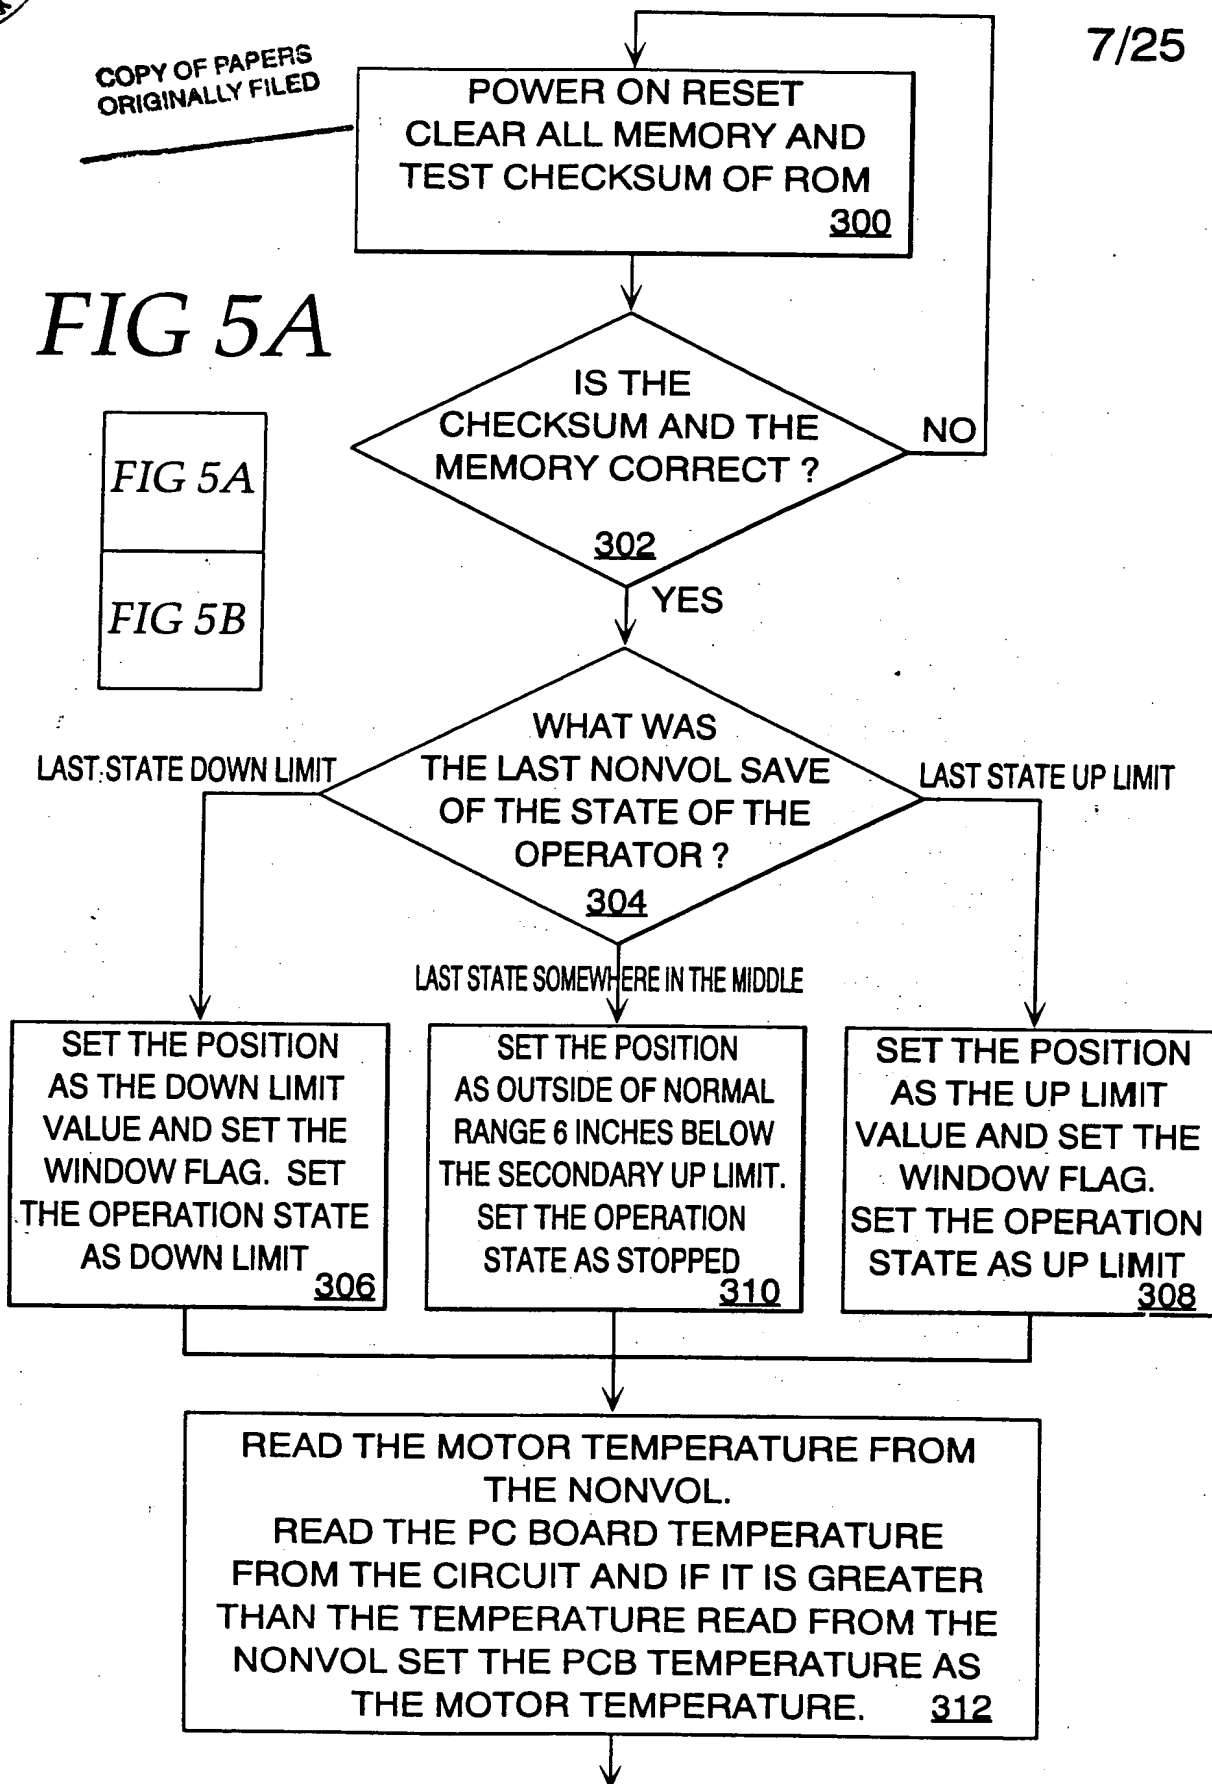 COPY OF PAPERS
ORIGINALLY FILED
7/25
POWER ON RESET
CLEAR ALL MEMORY AND
TEST CHECKSUM OF ROM
300
FIG 5A
IS THE
CHECKSUM AND THE
MEMORY CORRECT ?
302
NO
YES
FIG 5A
FIG 5B
WHAT WAS
THE LAST NONVOL SAVE
OF THE STATE OF THE
OPERATOR ?
304
LAST STATE DOWN LIMIT
LAST STATE UP LIMIT
LAST STATE SOMEWHERE IN THE MIDDLE
SET THE POSITION
AS THE DOWN LIMIT
VALUE AND SET THE
WINDOW FLAG. SET
THE OPERATION STATE
AS DOWN LIMIT
306
SET THE POSITION
AS OUTSIDE OF NORMAL
RANGE 6 INCHES BELOW
THE SECONDARY UP LIMIT.
SET THE OPERATION
STATE AS STOPPED
310
SET THE POSITION
AS THE UP LIMIT
VALUE AND SET THE
WINDOW FLAG.
SET THE OPERATION
STATE AS UP LIMIT
308
READ THE MOTOR TEMPERATURE FROM
THE NONVOL.
READ THE PC BOARD TEMPERATURE
FROM THE CIRCUIT AND IF IT IS GREATER
THAN THE TEMPERATURE READ FROM THE
NONVOL SET THE PCB TEMPERATURE AS
THE MOTOR TEMPERATURE. 312